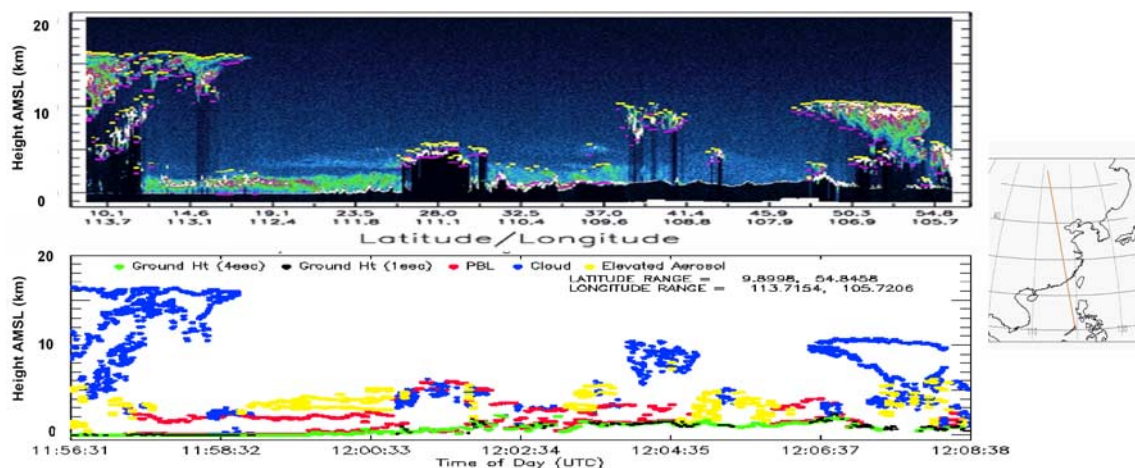 20
10
0
Height AMSL (km)
10.1 14.6 19.2 23.5 28.0 32.5 37.0 41.4 45.9 50.3 54.8
113.7 113.1 112.4 111.2 111.1 110.4 109.6 108.8 107.9 106.9 105.7
Latitude/Longitude
20
10
0
Height AMSL (km)
Ground Ht (4sec) Ground Ht (1sec) PBL Cloud Elevated Aerosol
LATITUDE RANGE = 9.8998, 54.8458
LONGITUDE RANGE = 113.7154, 105.7206
11:56:31 11:58:32 12:00:33 12:02:34 12:04:35 12:06:37 12:08:38
Time of Day (UTC)